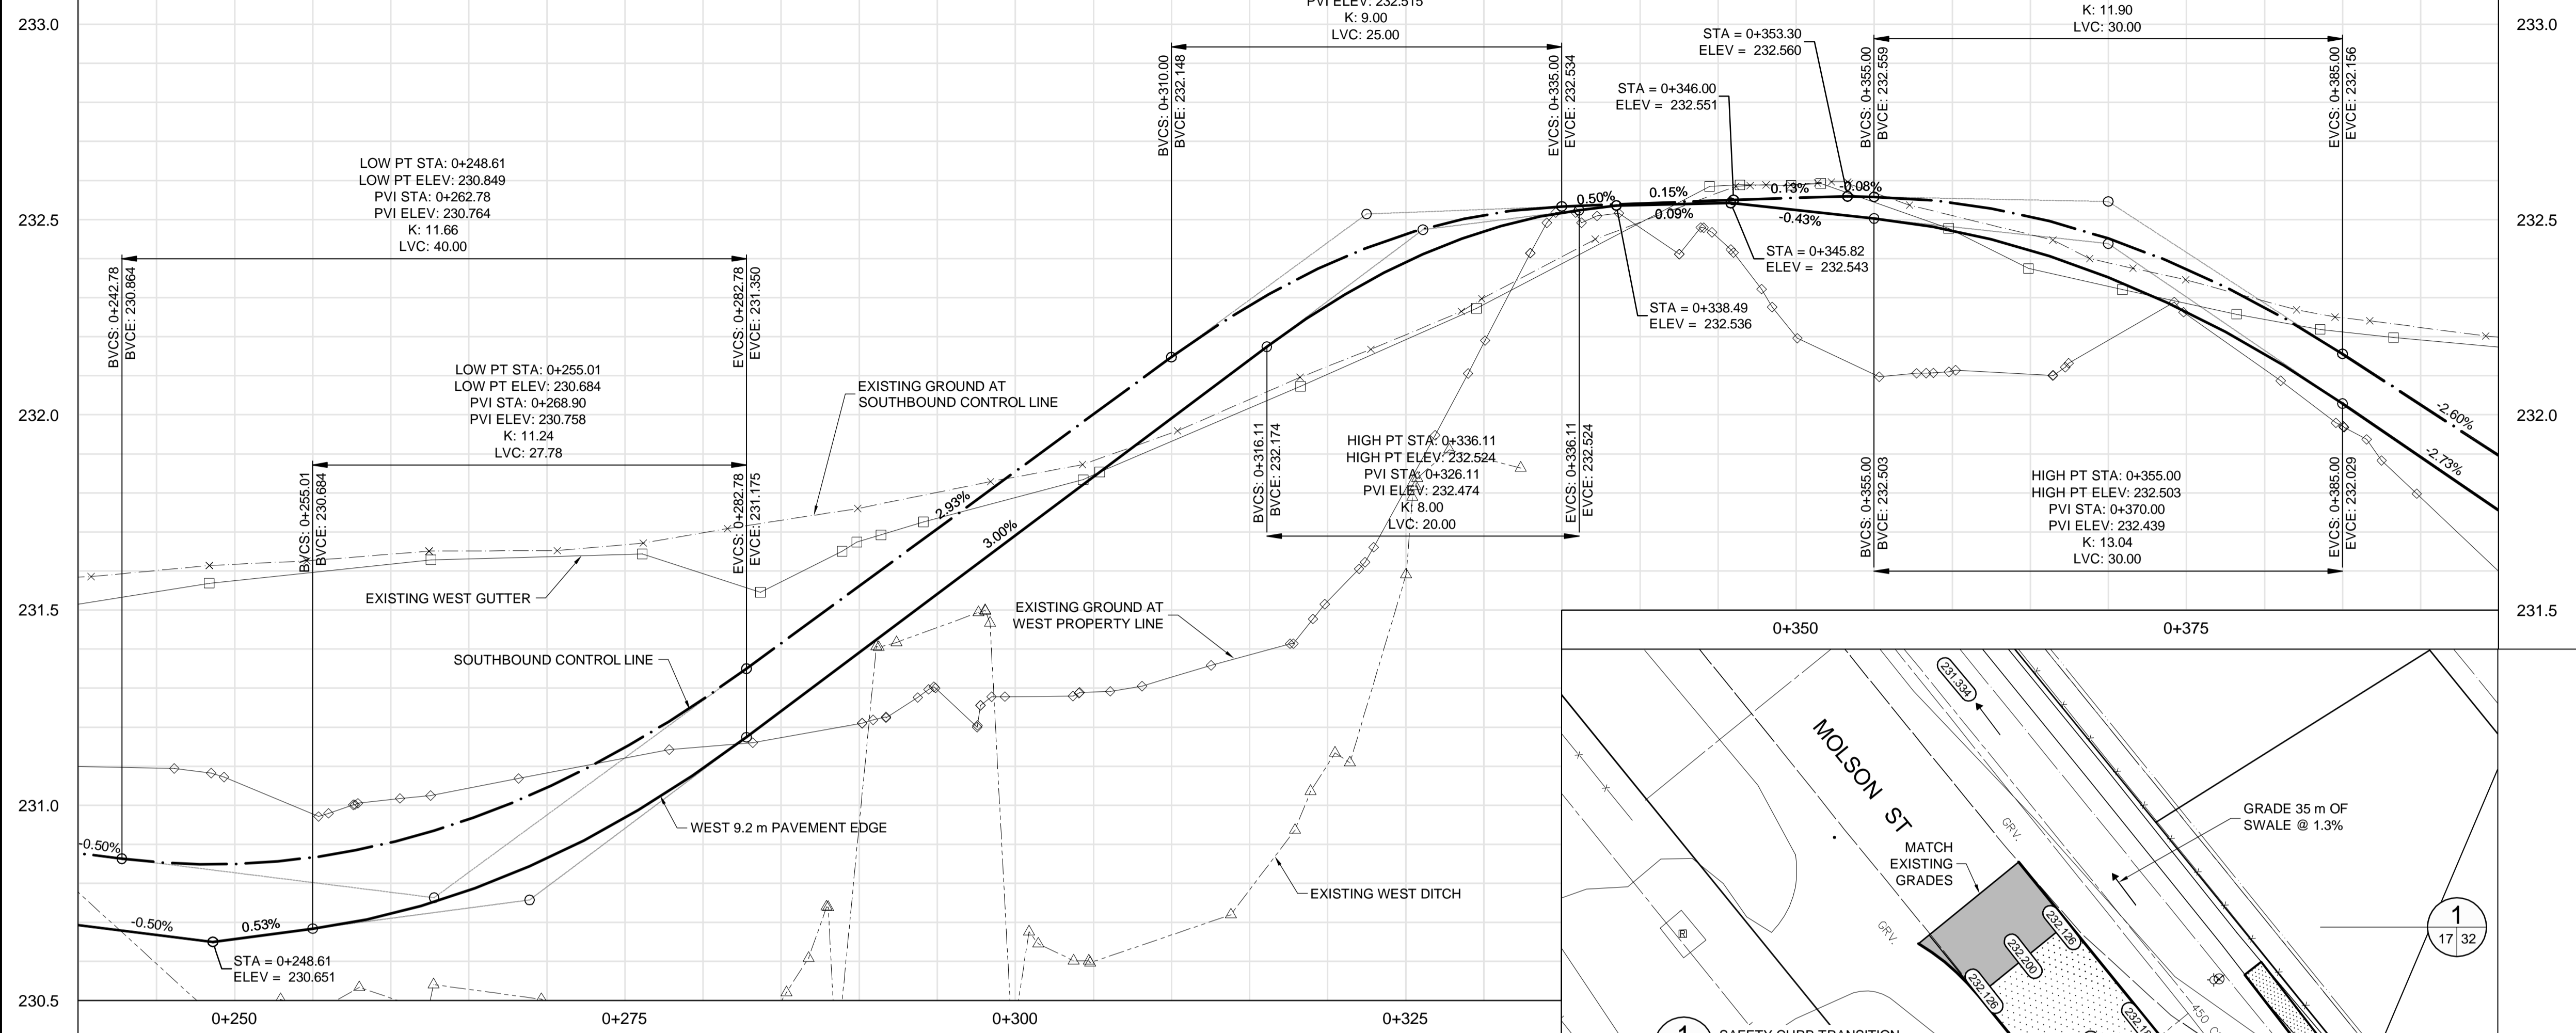 233.0
PVI ELEV: 232.515
K: 9.00
LVC: 25.00
K: 11.90
LVC: 30.00
233.0
STA = 0+353.30
ELEV = 232.560
BVCS: 0+310.00
BVCE: 232.148
EVCS: 0+335.00
EVCE: 232.534
STA = 0+346.00
ELEV = 232.551
BVCS: 0+355.00
BVCE: 232.559
EVCS: 0+385.00
EVCE: 232.156
LOW PT STA: 0+248.61
LOW PT ELEV: 230.849
PVI STA: 0+262.78
PVI ELEV: 230.764
K: 11.66
LVC: 40.00
232.5
0.50%
0.15%
0.09%
0.13%
-0.08%
-0.43%
232.5
BVCS: 0+242.78
BVCE: 230.864
EVCS: 0+282.78
EVCE: 231.350
STA = 0+345.82
ELEV = 232.543
STA = 0+338.49
ELEV = 232.536
LOW PT STA: 0+255.01
LOW PT ELEV: 230.684
PVI STA: 0+268.90
PVI ELEV: 230.758
K: 11.24
LVC: 27.78
EXISTING GROUND AT
SOUTHBOUND CONTROL LINE
232.0
232.0
-2.60%
-2.73%
BVCS: 0+316.11
BVCE: 232.174
HIGH PT STA: 0+336.11
HIGH PT ELEV: 232.524
PVI STA: 0+326.11
PVI ELEV: 232.474
K: 8.00
LVC: 20.00
EVCS: 0+336.11
EVCE: 232.524
BVCS: 0+355.00
BVCE: 232.503
HIGH PT STA: 0+355.00
HIGH PT ELEV: 232.503
PVI STA: 0+370.00
PVI ELEV: 232.439
K: 13.04
LVC: 30.00
EVCS: 0+385.00
EVCE: 232.029
BVCS: 0+255.01
BVCE: 230.684
EVCS: 0+282.78
EVCE: 231.175
2.93%
3.00%
EXISTING WEST GUTTER
231.5
EXISTING GROUND AT
WEST PROPERTY LINE
231.5
0+350
0+375
SOUTHBOUND CONTROL LINE
231.334
MOLSON ST
231.0
WEST 9.2 m PAVEMENT EDGE
GRADE 35 m OF
SWALE @ 1.3%
GRV.
MATCH
EXISTING
GRADES
-0.50%
EXISTING WEST DITCH
-0.50%
0.53%
GRV.
232.126
232.200
232.126
1
17 32
STA = 0+248.61
ELEV = 230.651
230.5
0+250
0+275
0+300
0+325
1
450